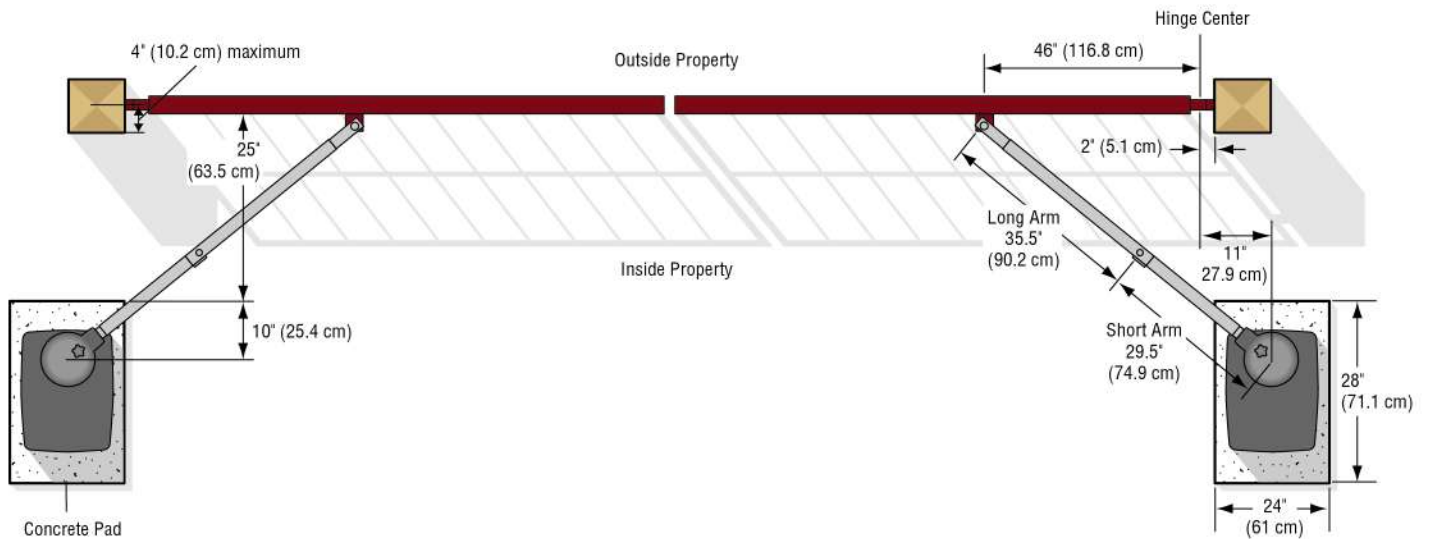 Hinge Center
4" (10.2 cm) maximum
46" (116.8 cm)
Outside Property
25"
(63.5 cm)
2" (5.1 cm)
Long Arm
35.5"
(90.2 cm)
11"
27.9 cm)
Inside Property
10" (25.4 cm)
Short Arm
29.5"
(74.9 cm)
28"
(71.1 cm)
24"
(61 cm)
Concrete Pad